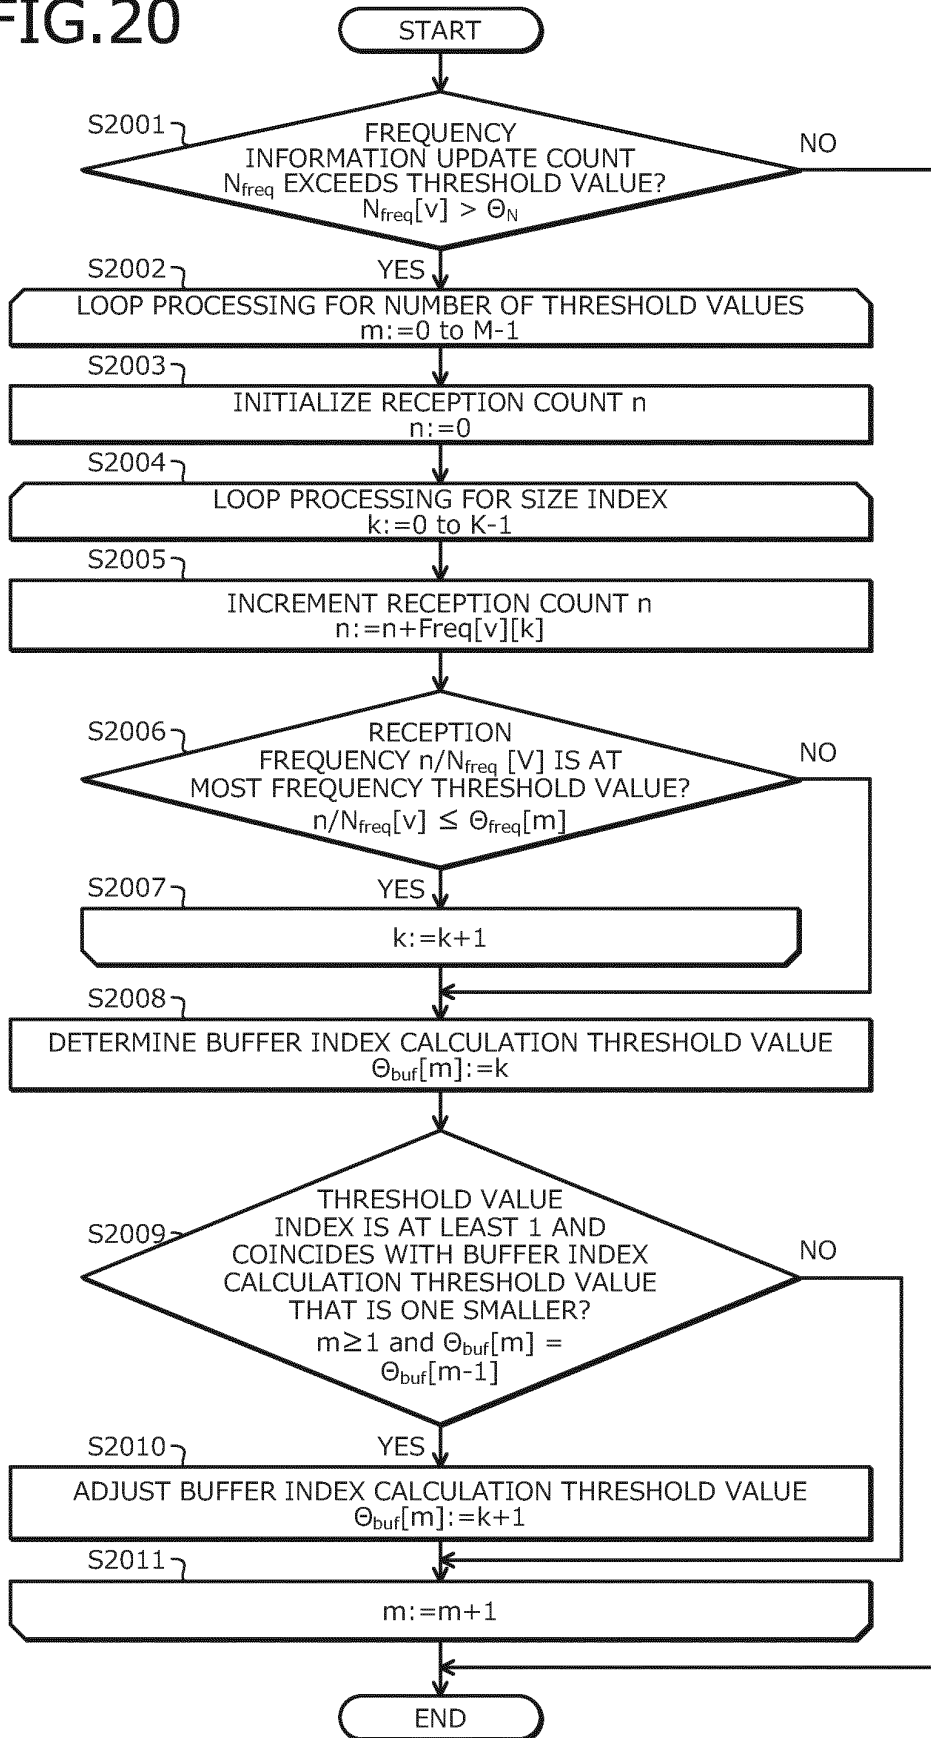 FIG.20
START
S2001
FREQUENCY
INFORMATION UPDATE COUNT
Nfreq EXCEEDS THRESHOLD VALUE?
Nfreq[v] > ΘN
NO
YES
S2002
LOOP PROCESSING FOR NUMBER OF THRESHOLD VALUES
m:=0 to M-1
S2003
INITIALIZE RECEPTION COUNT n
n:=0
S2004
LOOP PROCESSING FOR SIZE INDEX
k:=0 to K-1
S2005
INCREMENT RECEPTION COUNT n
n:=n+Freq[v][k]
S2006
RECEPTION
FREQUENCY n/Nfreq [V] IS AT
MOST FREQUENCY THRESHOLD VALUE?
n/Nfreq[v] ≤ Θfreq[m]
NO
YES
S2007
k:=k+1
S2008
DETERMINE BUFFER INDEX CALCULATION THRESHOLD VALUE
Θbuf[m]:=k
S2009
THRESHOLD VALUE
INDEX IS AT LEAST 1 AND
COINCIDES WITH BUFFER INDEX
CALCULATION THRESHOLD VALUE
THAT IS ONE SMALLER?
m≥1 and Θbuf[m] =
Θbuf[m-1]
NO
YES
S2010
ADJUST BUFFER INDEX CALCULATION THRESHOLD VALUE
Θbuf[m]:=k+1
S2011
m:=m+1
END